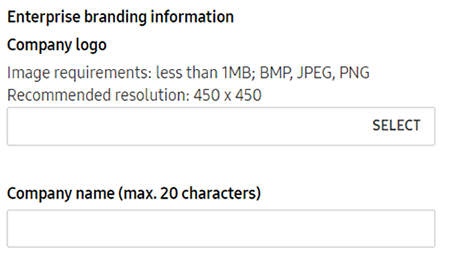 Enterprise branding information
Company logo
Image requirements: less than 1MB; BMP, JPEG, PNG
Recommended resolution: 450 x 450
SELECT
Company name (max. 20 characters)